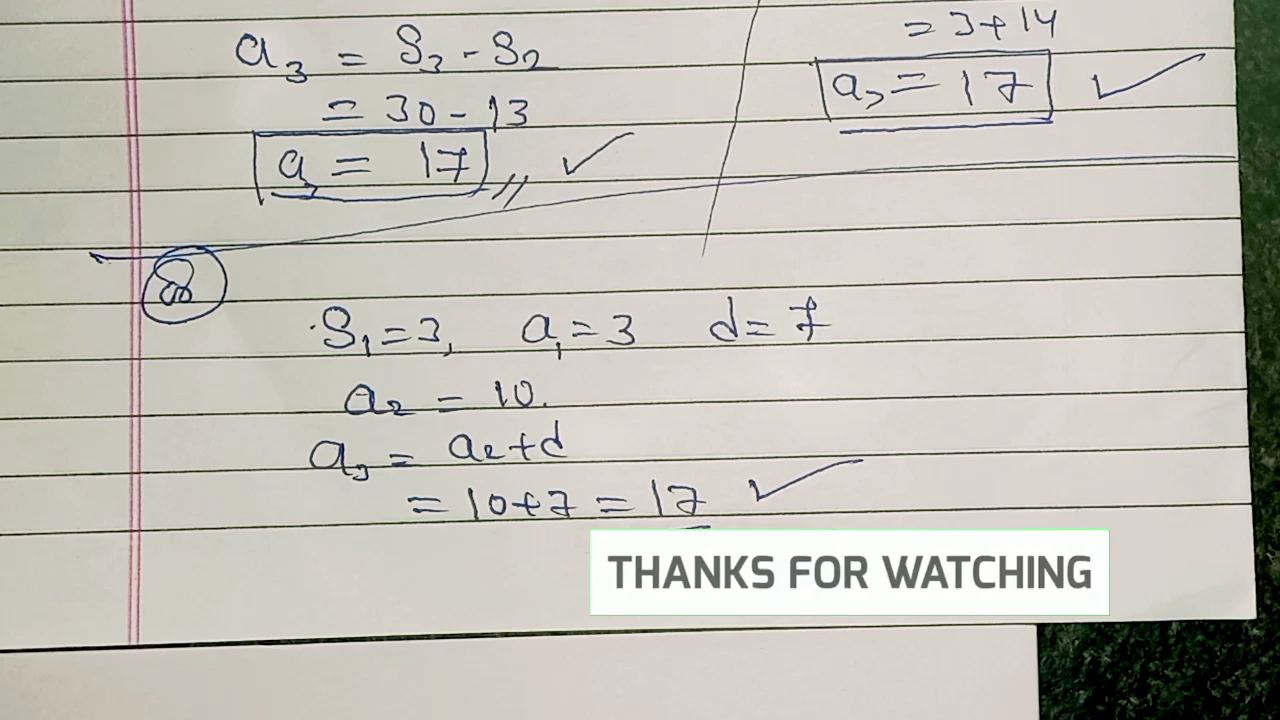 a₃ = S₃ - S₂
= 30 - 13
a₃ = 17
= 3 + 14
a₃ = 17
S₁ = 3, a₁ = 3 d = 7
a₂ = 10.
a₃ = a₂ + d
= 10 + 7 = 17
THANKS FOR WATCHING